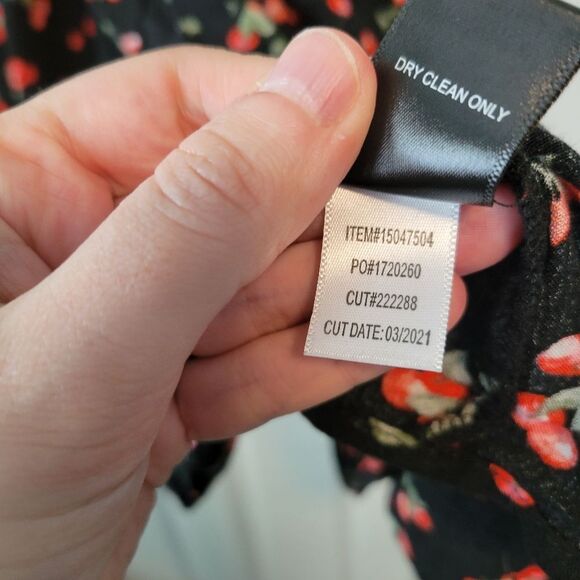 DRY CLEAN ONLY
ITEM#15047504
PO#1720260
CUT#222288
CUT DATE: 03/2021